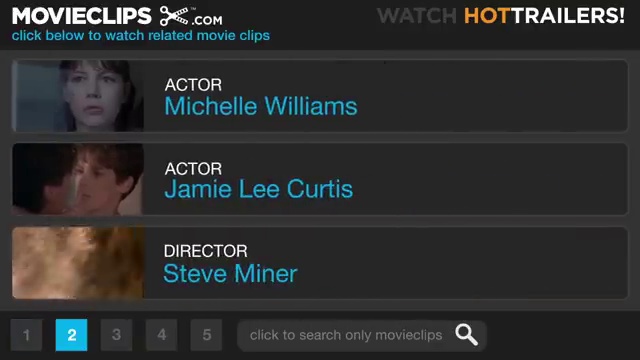 MOVIECLIPS .COM
WATCH HOTTRAILERS!
click below to watch related movie clips
ACTOR
Michelle Williams
ACTOR
Jamie Lee Curtis
DIRECTOR
Steve Miner
1 2 3 4 5 click to search only movieclips